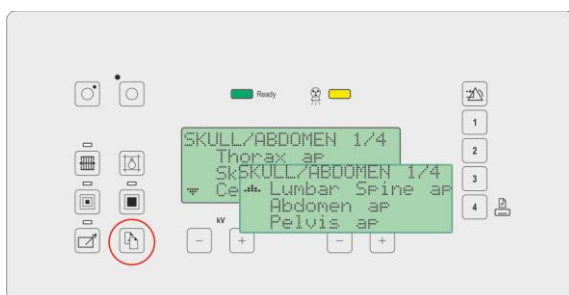 Ready
SKULL/ABDOMEN 1/4
Thorax ap
Sk
Ce
SKULL/ABDOMEN 1/4
Lumbar Spine ap
Abdomen ap
Pelvis ap
kV
- +
- +
1
2
3
4